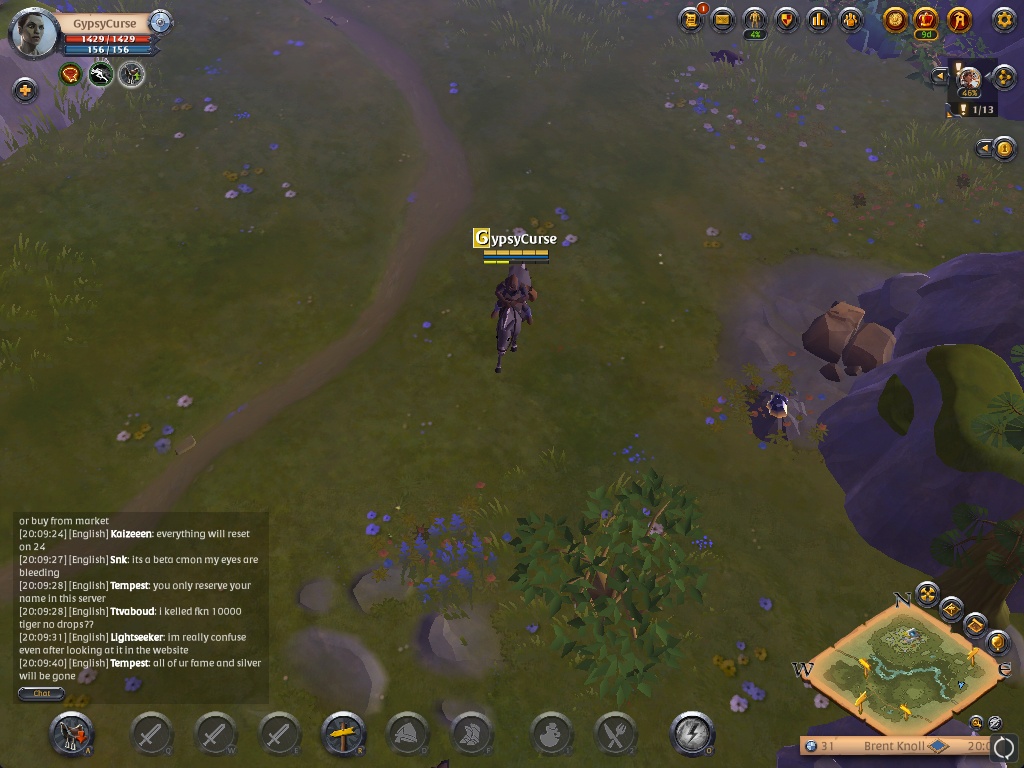 GypsyCurse
1429 / 1429
156 / 156
1
4%
9d
46%
1/13
GypsyCurse
or buy from market
[20:09:24] [English] Kaizeeen: everything will reset
on 24
[20:09:27] [English] Snk: its a beta cmon my eyes are
bleeding
[20:09:28] [English] Tempest: you only reserve your
name in this server
[20:09:28] [English] Ttvaboud: i kelled fkn 10000
tiger no drops??
[20:09:31] [English] Lightseeker: im really confuse
even after looking at it in the website
[20:09:40] [English] Tempest: all of ur fame and silver
will be gone
Chat
N
W
E
A
Q
W
E
R
D
F
31
Brent Knoll